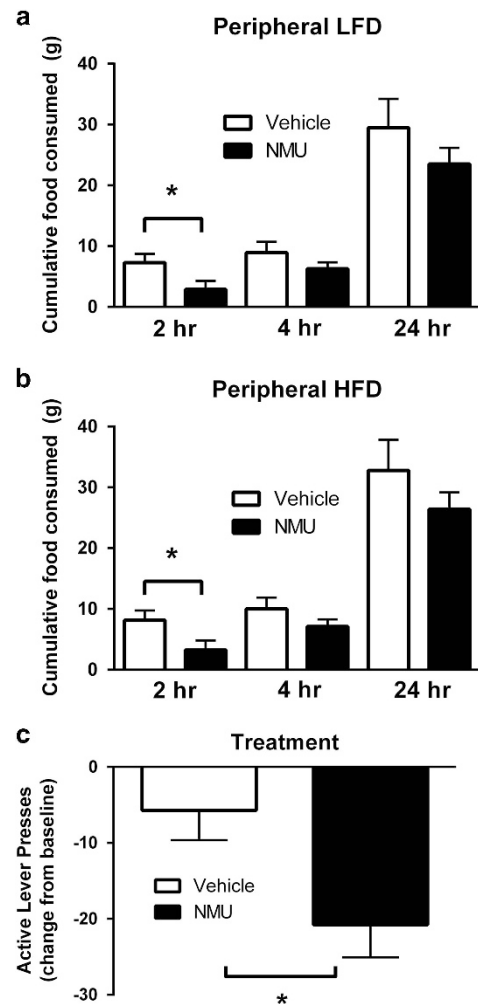 a
Peripheral LFD
Cumulative food consumed (g)
40
30
20
10
0
Vehicle
NMU
*
2 hr 4 hr 24 hr
b
Peripheral HFD
Cumulative food consumed (g)
40
30
20
10
0
Vehicle
NMU
*
2 hr 4 hr 24 hr
c
Treatment
Active Lever Presses
(change from baseline)
0
-10
-20
-30
Vehicle
NMU
*